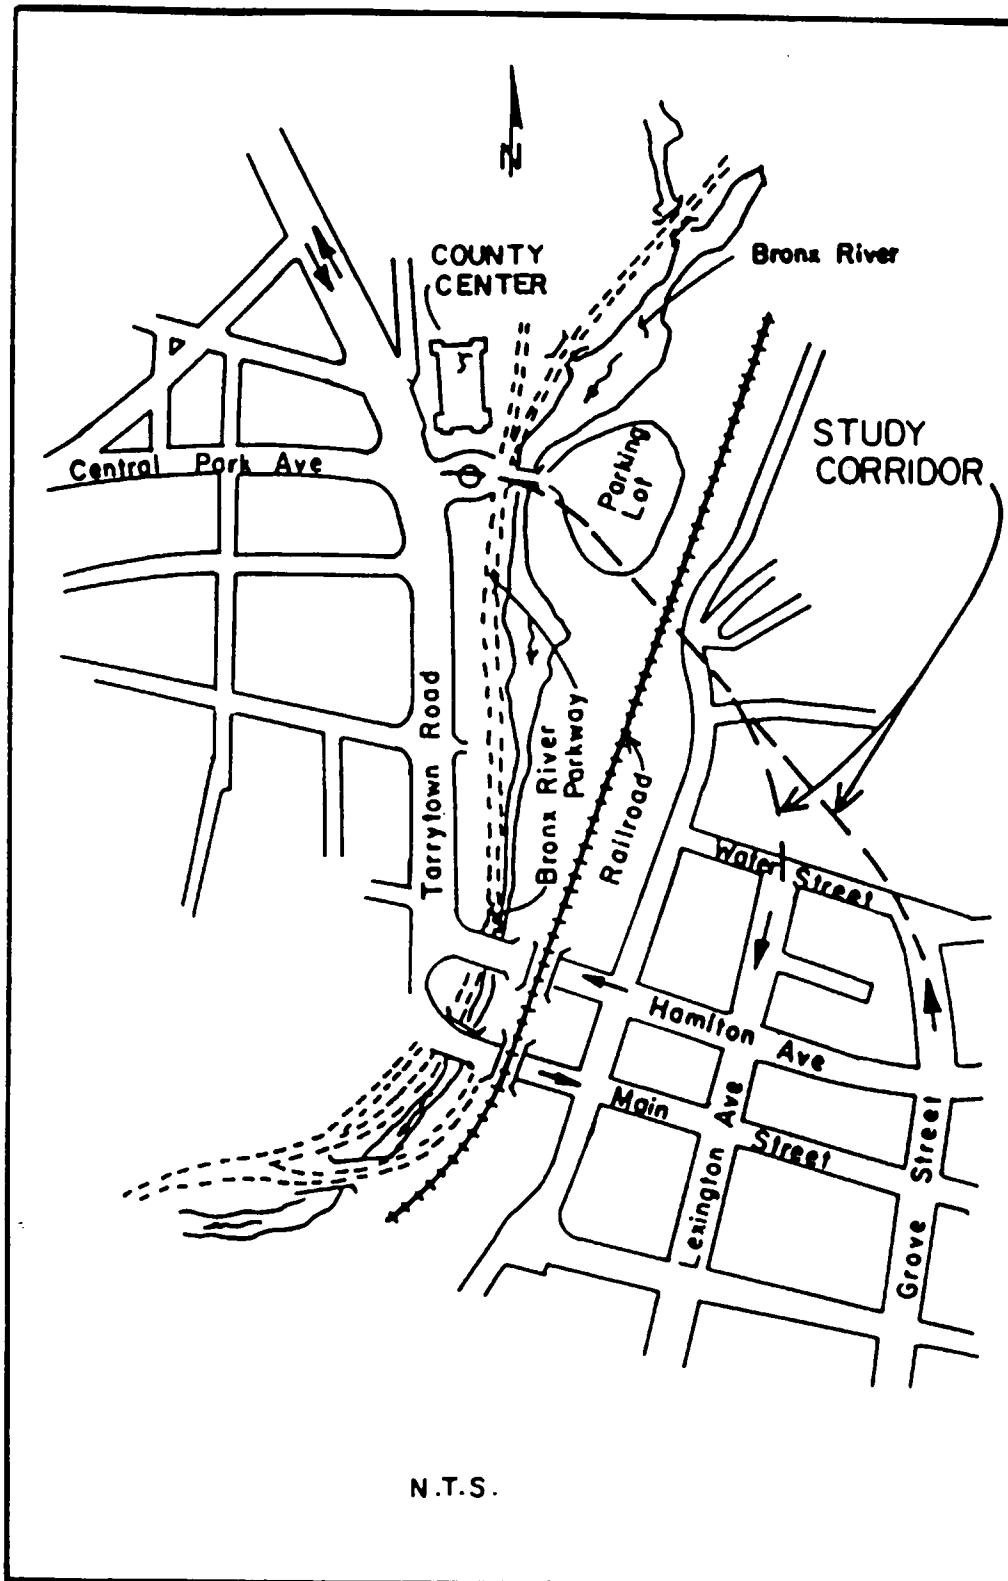 N
COUNTY
CENTER
Bronx River
STUDY
CORRIDOR
Parking
Lot
Central Park Ave
Tarrytown Road
Bronx River
Parkway
Railroad
Water Street
Hamilton Ave
Main Street
Lexington Ave
Grove Street
N.T.S.